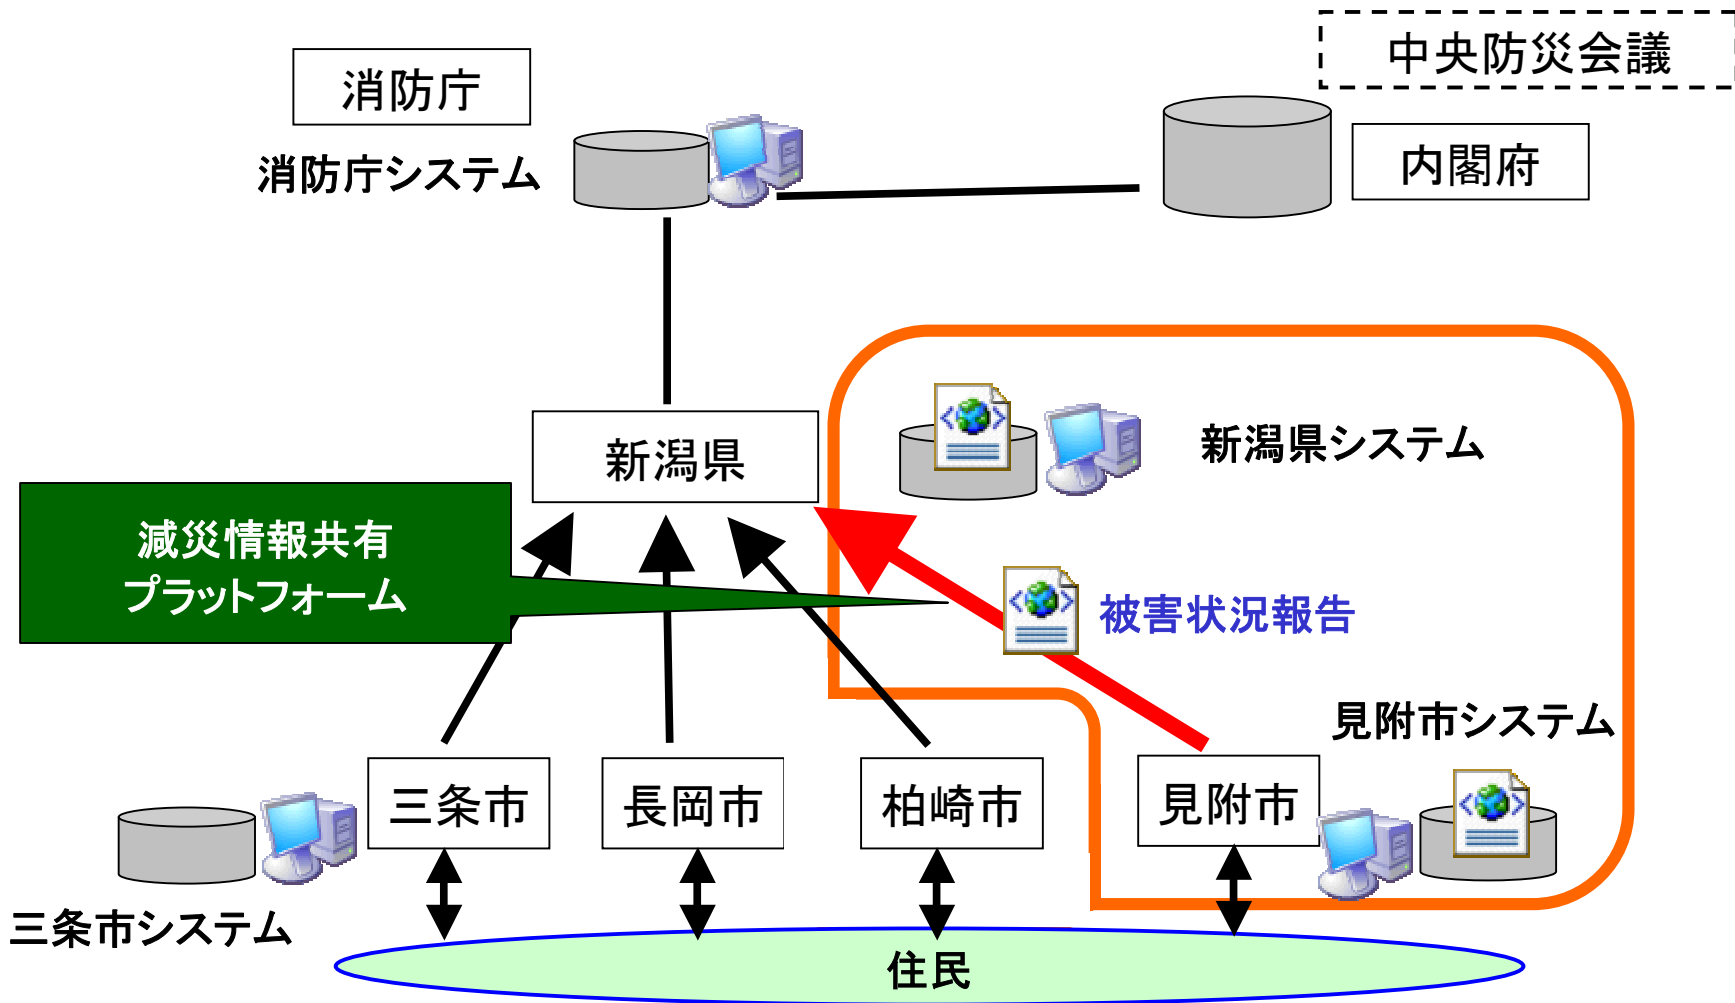 中央防災会議
消防庁
内閣府
消防庁システム
新潟県システム
新潟県
減災情報共有
プラットフォーム
被害状況報告
見附市システム
三条市
長岡市
柏崎市
見附市
三条市システム
住民